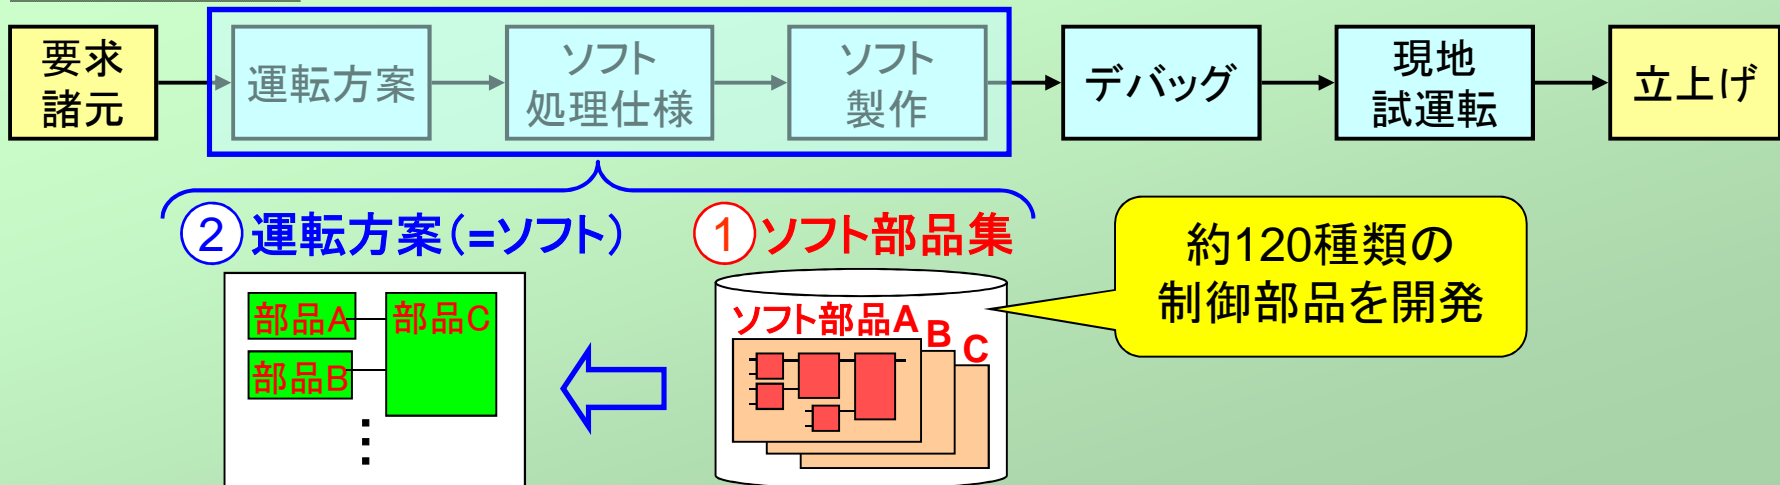 要求
諸元
運転方案
ソフト
処理仕様
ソフト
製作
デバッグ
現地
試運転
立上げ
②運転方案(=ソフト)
①ソフト部品集
約120種類の
制御部品を開発
部品A
部品C
部品B
ソフト部品A
B
C